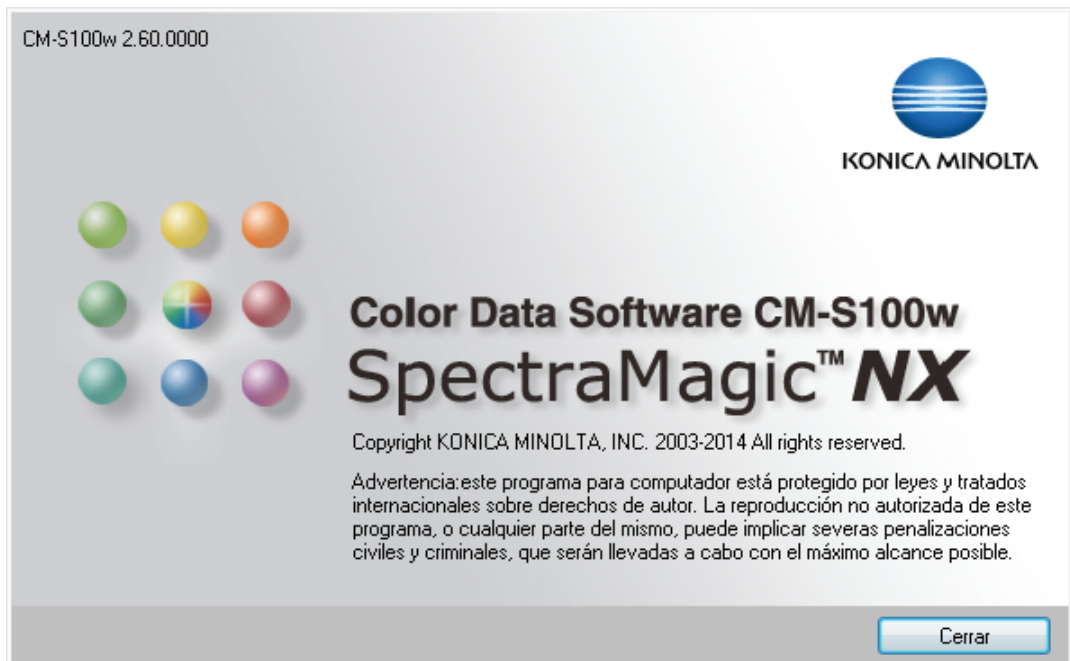 CM-S100w 2.60.0000
KONICA MINOLTA
Color Data Software CM-S100w
SpectraMagic™ NX
Copyright KONICA MINOLTA, INC. 2003-2014 All rights reserved.
Advertencia:este programa para computador está protegido por leyes y tratados
internacionales sobre derechos de autor. La reproducción no autorizada de este
programa, o cualquier parte del mismo, puede implicar severas penalizaciones
civiles y criminales, que serán llevadas a cabo con el máximo alcance posible.
Cerrar